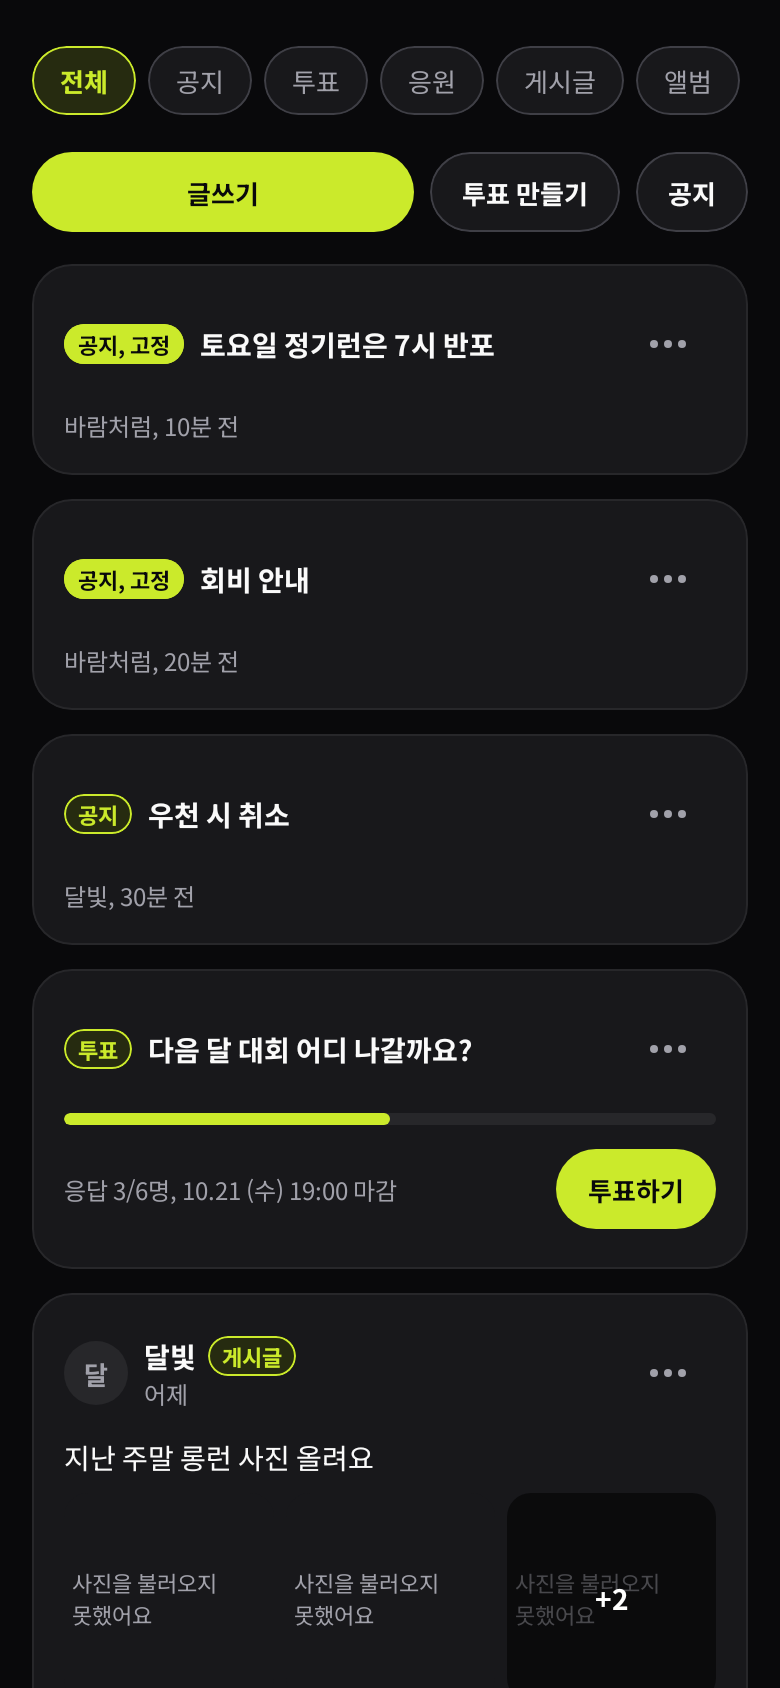 전체 공지 투표 응원 게시글 앨범
글쓰기 투표 만들기 공지
공지, 고정 토요일 정기런은 7시 반포
바람처럼, 10분 전
공지, 고정 회비 안내
바람처럼, 20분 전
공지 우천 시 취소
달빛, 30분 전
투표 다음 달 대회 어디 나갈까요?
응답 3/6명, 10.21 (수) 19:00 마감 투표하기
달 달빛 게시글
어제
지난 주말 롱런 사진 올려요
사진을 불러오지 사진을 불러오지 사진을 불러오지
못했어요 못했어요 못했어요 +2